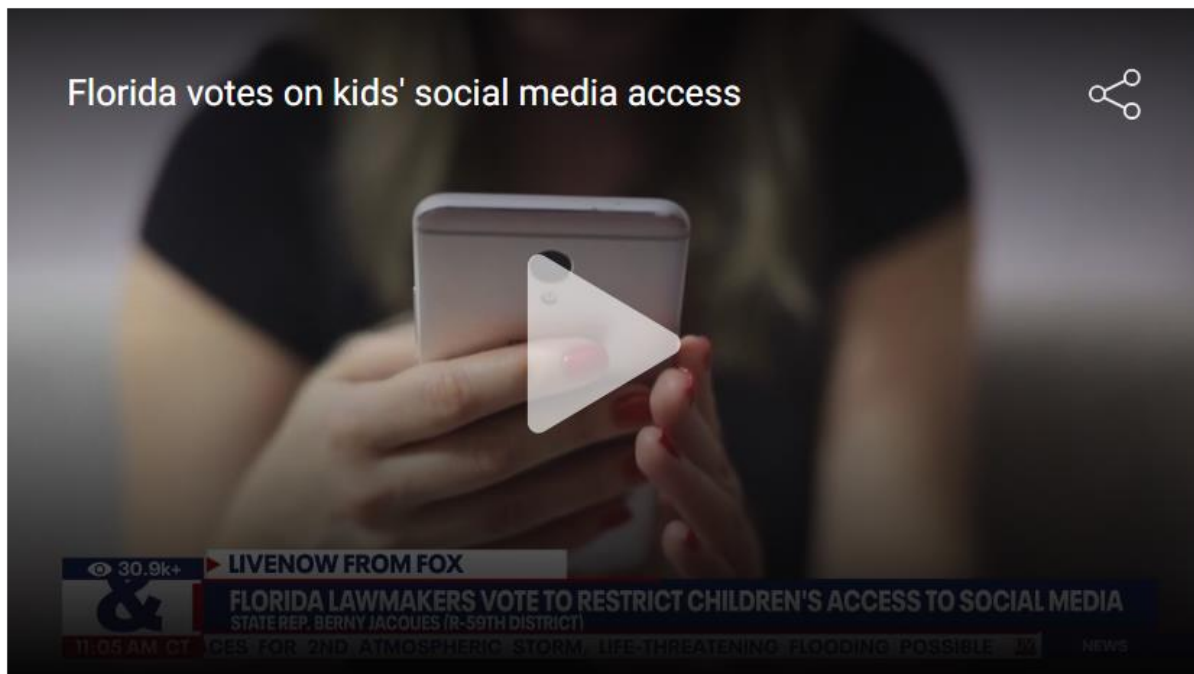 Florida votes on kids' social media access
30.9k+
LIVENOW FROM FOX
&
FLORIDA LAWMAKERS VOTE TO RESTRICT CHILDREN'S ACCESS TO SOCIAL MEDIA
STATE REP. BERNY JACQUES (R-59TH DISTRICT)
11:05 AM CT CES FOR 2ND ATMOSPHERIC STORM, LIFE-THREATENING FLOODING POSSIBLE NEWS